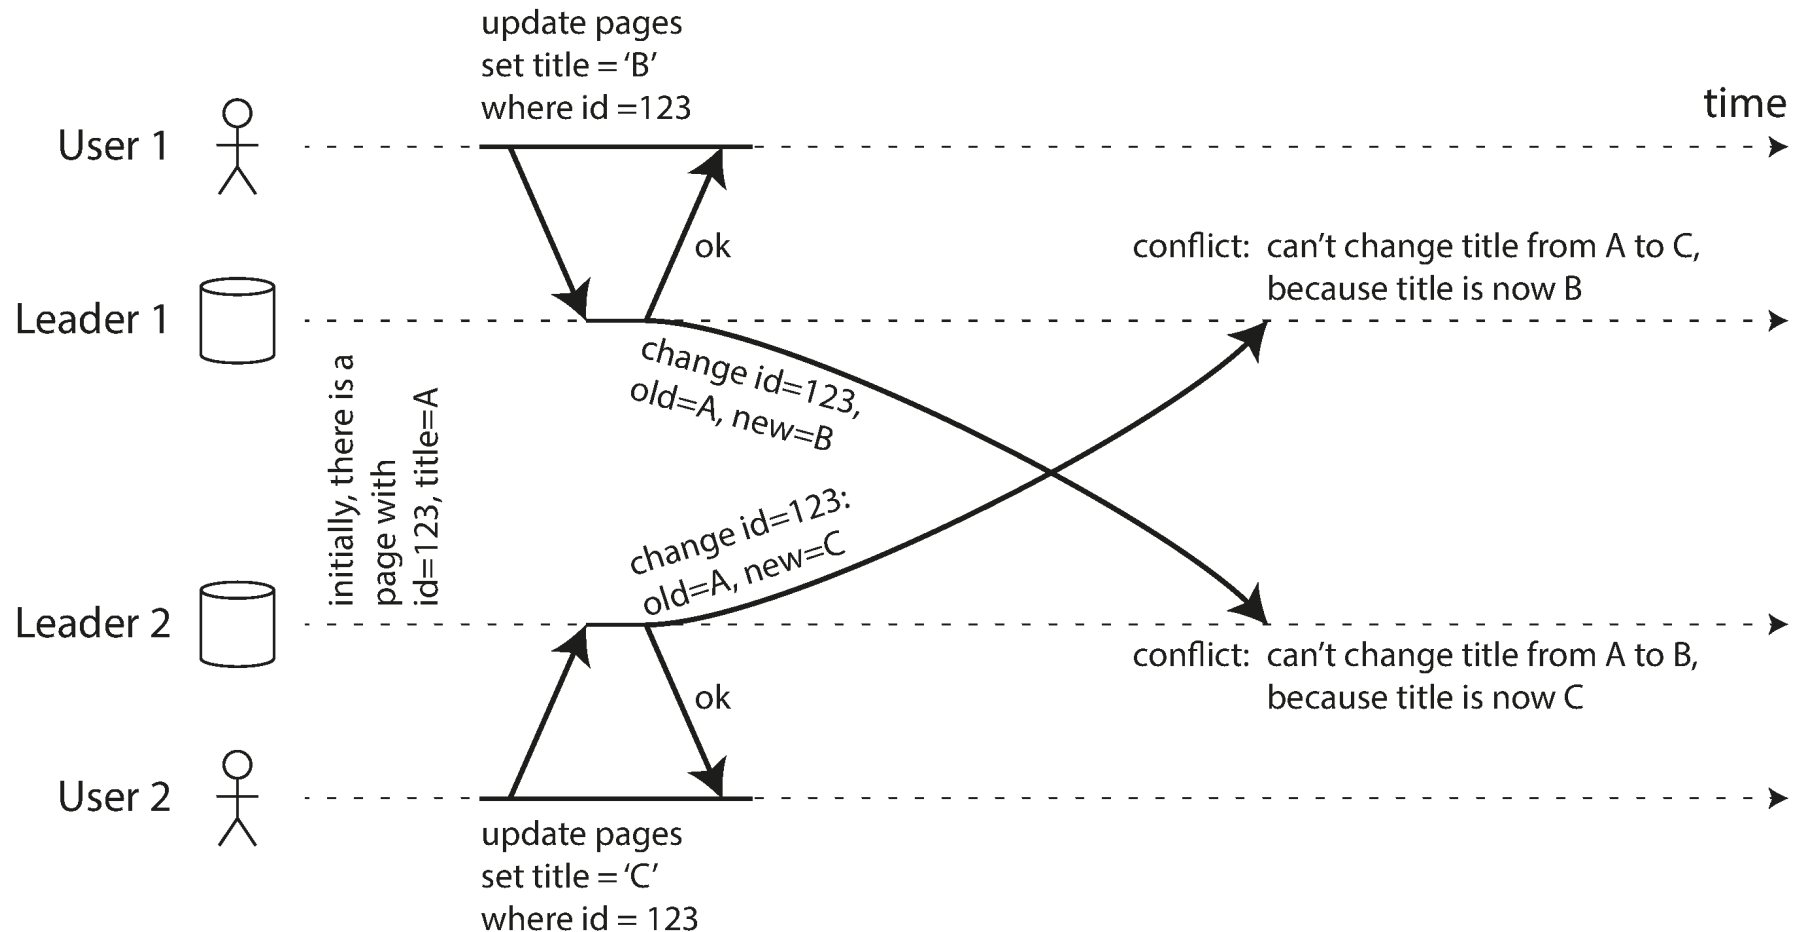 update pages
set title = ‘B’
where id =123
time
User 1
ok
conflict: can’t change title from A to C,
because title is now B
Leader 1
change id=123,
old=A, new=B
initially, there is a
page with
id=123, title=A
change id=123:
old=A, new=C
Leader 2
conflict: can’t change title from A to B,
because title is now C
ok
User 2
update pages
set title = ‘C’
where id = 123